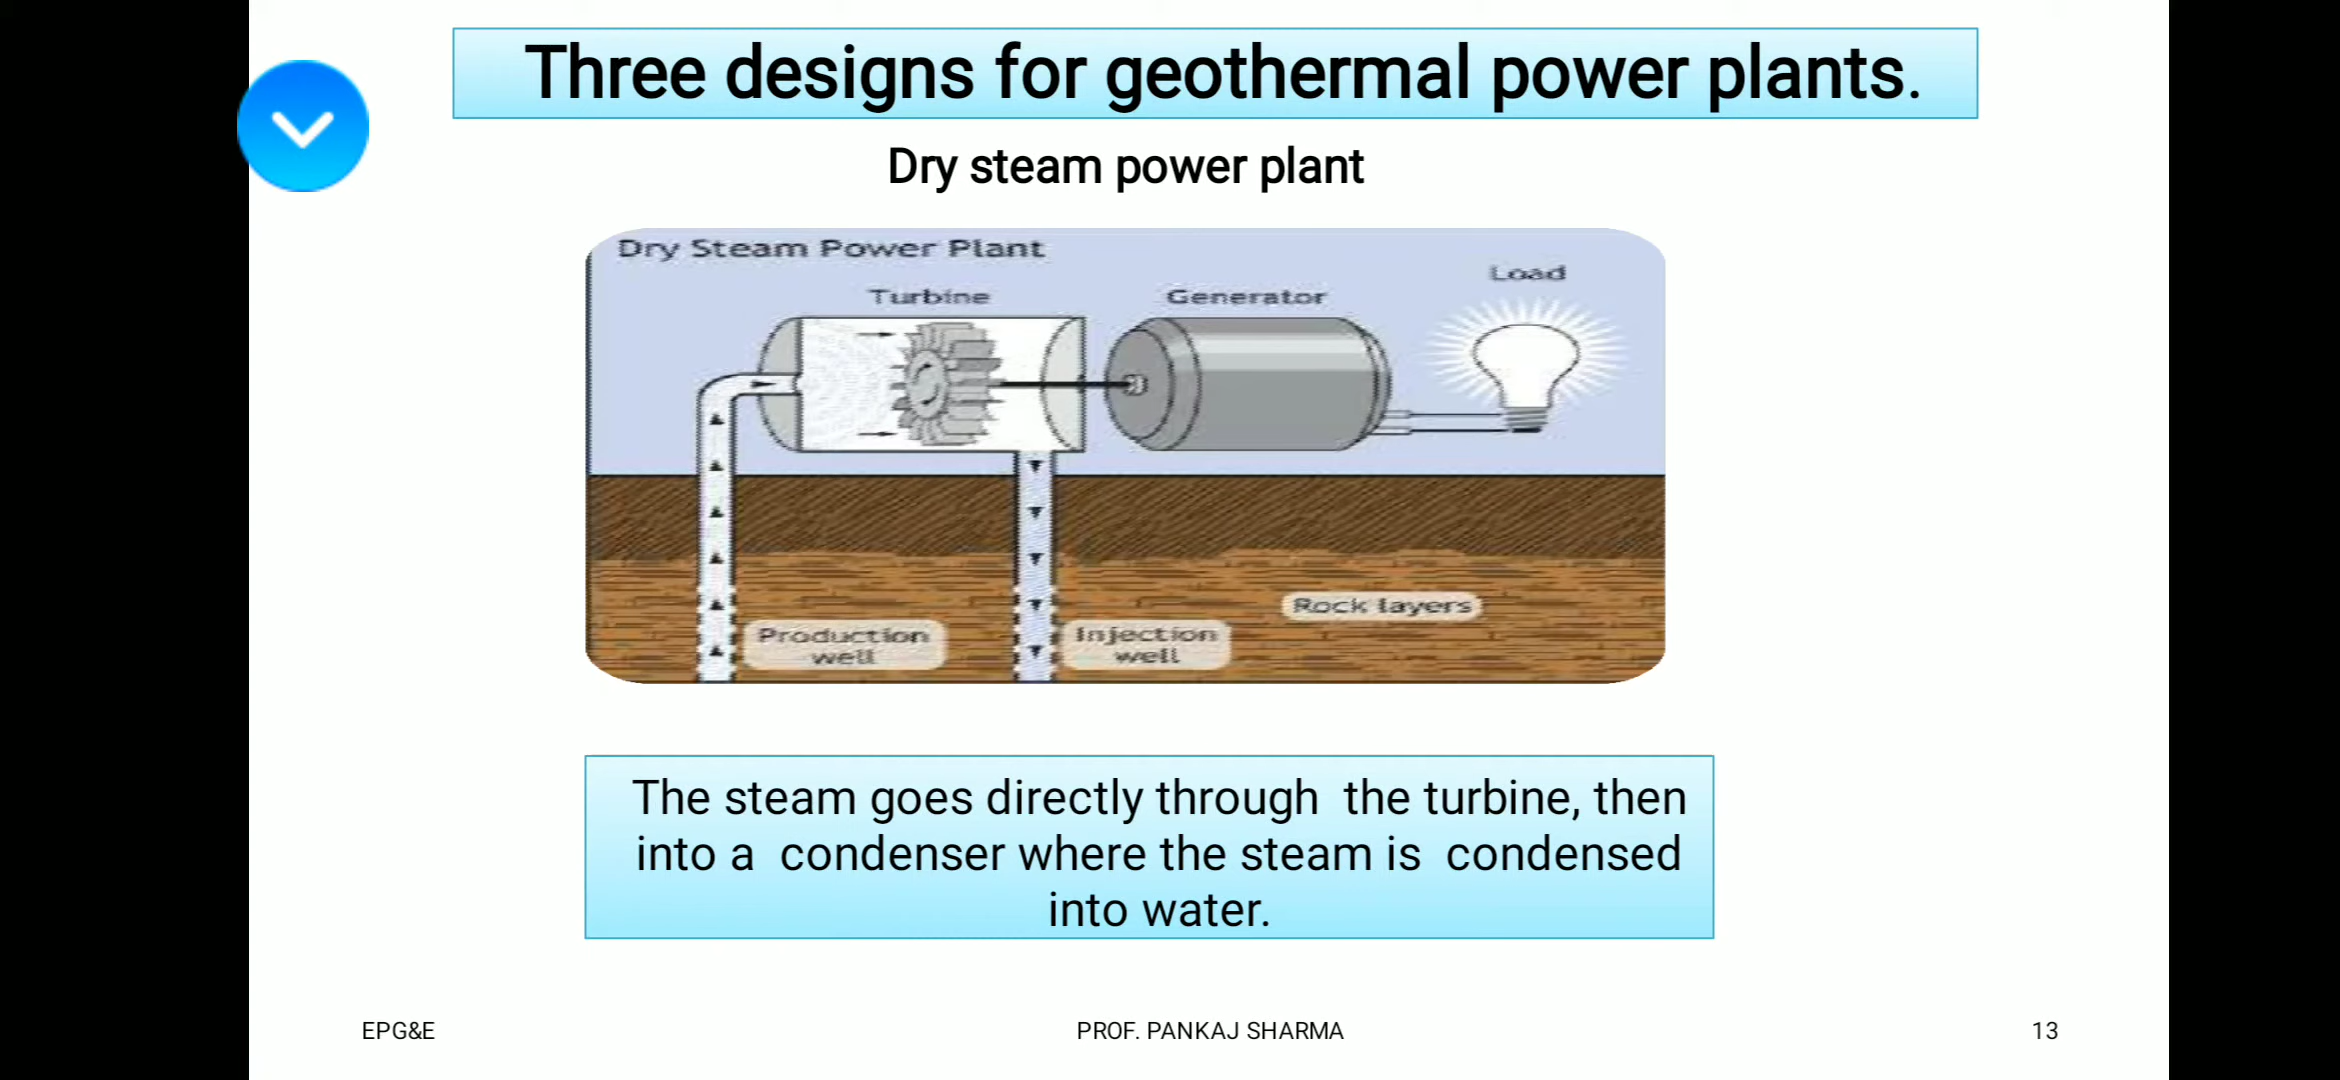 Three designs for geothermal power plants.
Dry steam power plant
Dry Steam Power Plant
Load
Turbine
Generator
Rock layers
Production
well
Injection
well
The steam goes directly through  the turbine, then
into a  condenser where the steam is  condensed
into water.
EPG&E
PROF. PANKAJ SHARMA
13